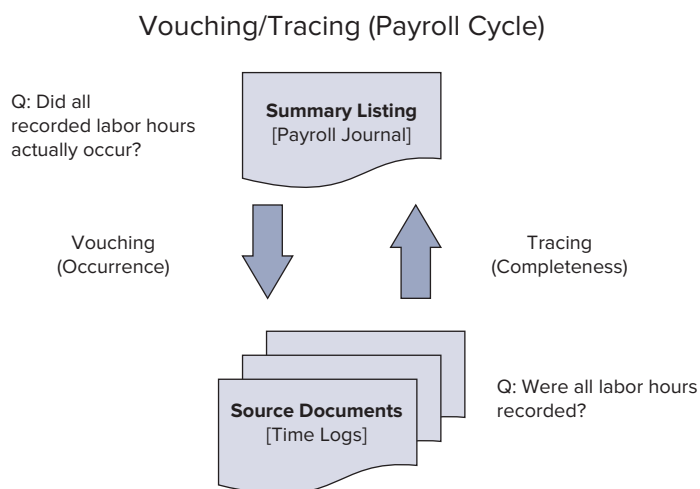 Vouching/Tracing (Payroll Cycle)
Q: Did all
recorded labor hours
actually occur?
Summary Listing
[Payroll Journal]
Vouching
(Occurrence)
Tracing
(Completeness)
Source Documents
[Time Logs]
Q: Were all labor hours
recorded?